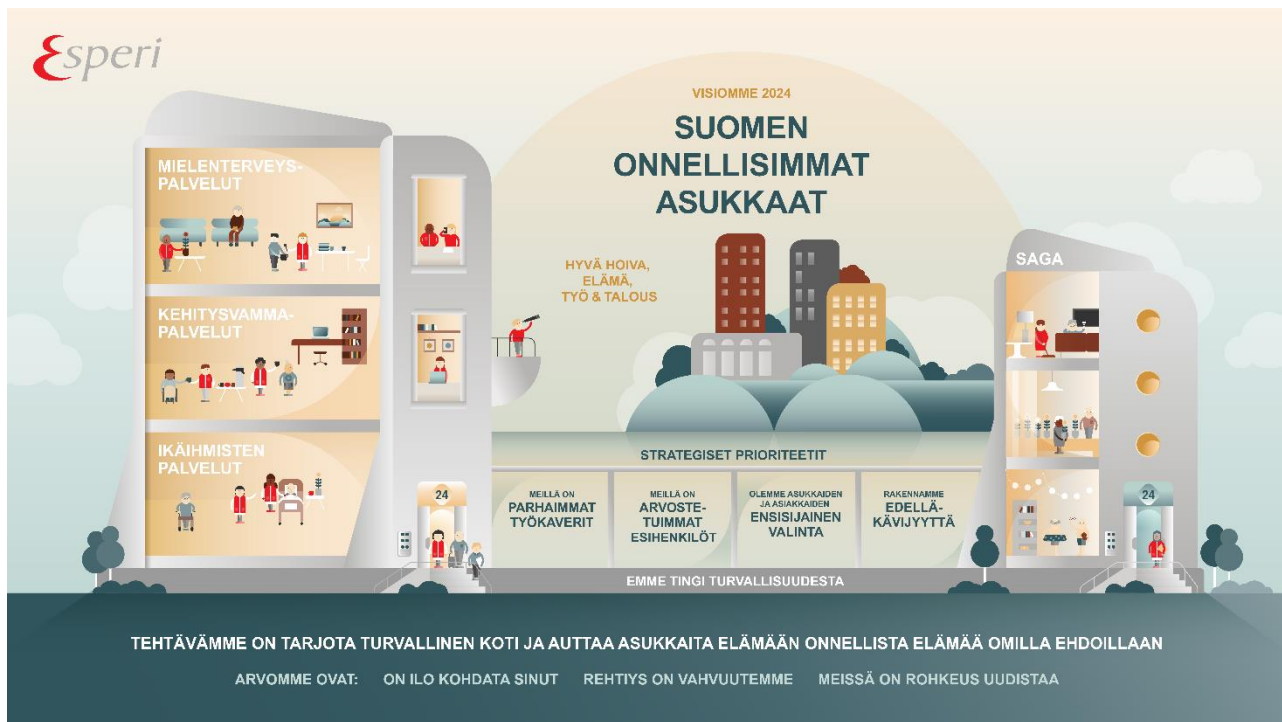 Esperi
VISIOMME 2024
SUOMEN
ONNELLISIMMAT
ASUKKAAT
HYVÄ HOIVA,
ELÄMÄ,
TYÖ & TALOUS
MIELENTERVEYS-
PALVELUT
KEHITYSVAMMA-
PALVELUT
IKÄIHMISTEN
PALVELUT
24
SAGA
24
STRATEGISET PRIORITEETIT
MEILLÄ ON
PARHAIMMAT
TYÖKAVERIT
MEILLÄ ON
ARVOSTE-
TUIMMAT
ESIHENKILÖT
OLEMME ASUKKAIDEN
JA ASIAKKAIDEN
ENSISIJAINEN
VALINTA
RAKENNAMME
EDELLÄ-
KÄVIJYYTTÄ
EMME TINGI TURVALLISUUDESTA
TEHTÄVÄMME ON TARJOTA TURVALLINEN KOTI JA AUTTAA ASUKKAITA ELÄMÄÄN ONNELLISTA ELÄMÄÄ OMILLA EHDOILLAAN
ARVOMME OVAT: ON ILO KOHDATA SINUT REHTIYS ON VAHVUUTEMME MEISSÄ ON ROHKEUS UUDISTAA